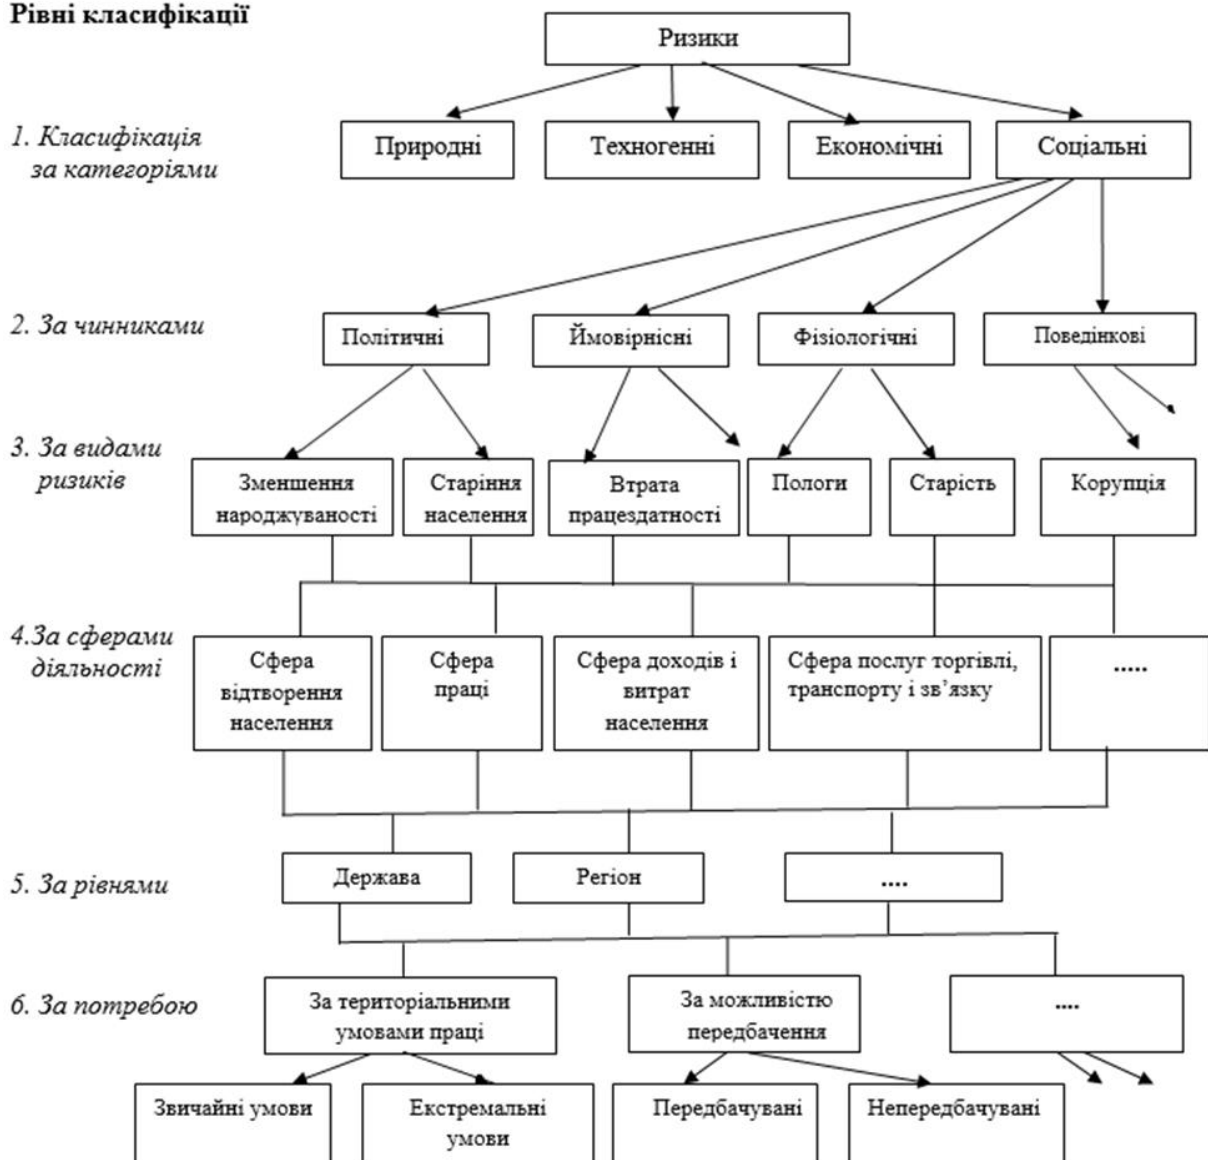 Рівні класифікації
Ризики
1. Класифікація
за категоріями
Природні
Техногенні
Економічні
Соціальні
2. За чинниками
Політичні
Ймовірнісні
Фізіологічні
Поведінкові
3. За видами
ризиків
Зменшення
народжуваності
Старіння
населення
Втрата
працездатності
Пологи
Старість
Корупція
4.За сферами
діяльності
Сфера
відтворення
населення
Сфера
праці
Сфера доходів і
витрат
населення
Сфера послуг торгівлі,
транспорту і зв’язку
.....
5. За рівнями
Держава
Регіон
....
6. За потребою
За територіальними
умовами праці
За можливістю
передбачення
....
Звичайні умови
Екстремальні
умови
Передбачувані
Непередбачувані